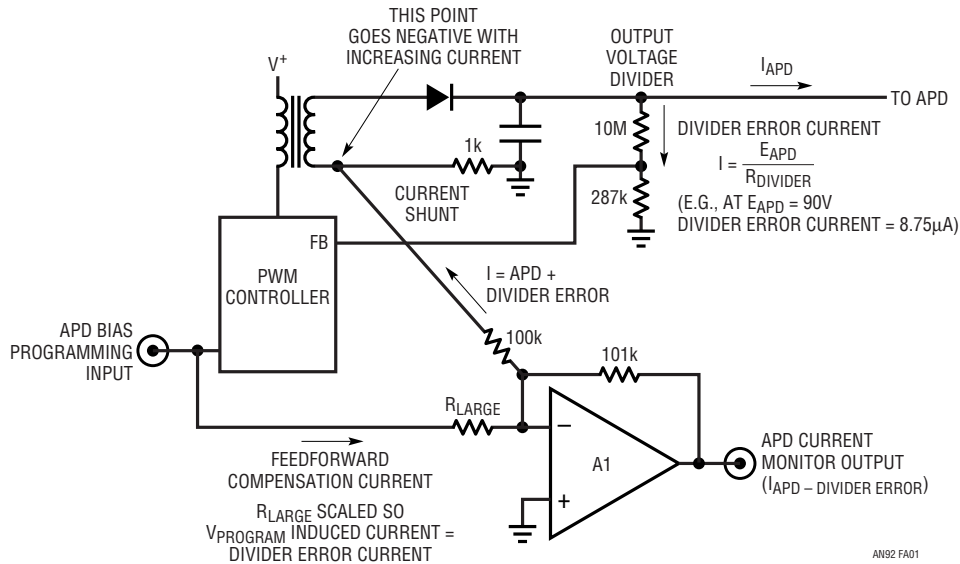 THIS POINT
GOES NEGATIVE WITH
INCREASING CURRENT
OUTPUT
VOLTAGE
DIVIDER
I_APD
V+
TO APD
10M
DIVIDER ERROR CURRENT
I = E_APD / R_DIVIDER
(E.G., AT E_APD = 90V
DIVIDER ERROR CURRENT = 8.75µA)
1k
CURRENT
SHUNT
287k
FB
PWM
CONTROLLER
I = APD +
DIVIDER ERROR
APD BIAS
PROGRAMMING
INPUT
100k
101k
R_LARGE
−
A1
+
APD CURRENT
MONITOR OUTPUT
(I_APD – DIVIDER ERROR)
FEEDFORWARD
COMPENSATION CURRENT
R_LARGE SCALED SO
V_PROGRAM INDUCED CURRENT =
DIVIDER ERROR CURRENT
AN92 FA01